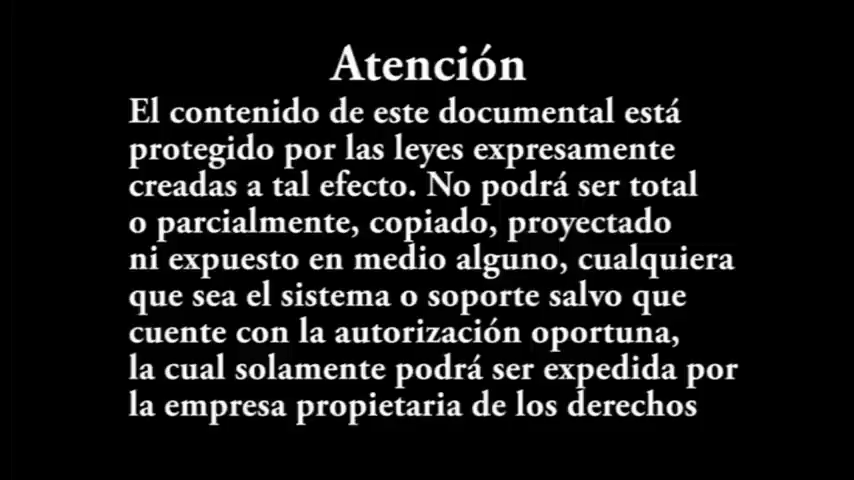 Atención
El contenido de este documental está
protegido por las leyes expresamente
creadas a tal efecto. No podrá ser total
o parcialmente, copiado, proyectado
ni expuesto en medio alguno, cualquiera
que sea el sistema o soporte salvo que
cuente con la autorización oportuna,
la cual solamente podrá ser expedida por
la empresa propietaria de los derechos